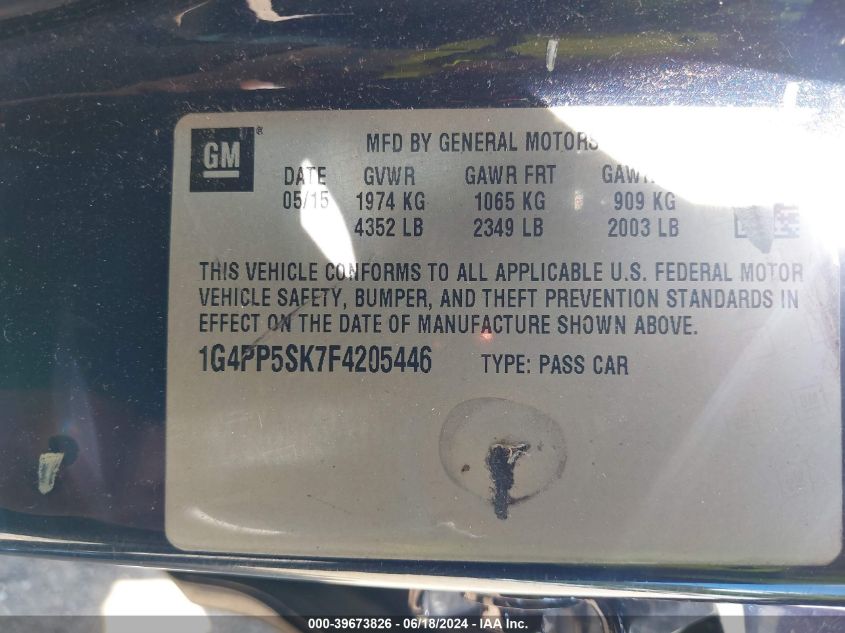 GM ®
MFD BY GENERAL MOTORS
DATE GVWR GAWR FRT
05/15 1974 KG 1065 KG 909 KG
4352 LB 2349 LB 2003 LB
THIS VEHICLE CONFORMS TO ALL APPLICABLE U.S. FEDERAL MOTOR
VEHICLE SAFETY, BUMPER, AND THEFT PREVENTION STANDARDS IN
EFFECT ON THE DATE OF MANUFACTURE SHOWN ABOVE.
1G4PP5SK7F4205446 TYPE: PASS CAR
GM
000-39673826 / 06/18/2024 - IAA Inc.